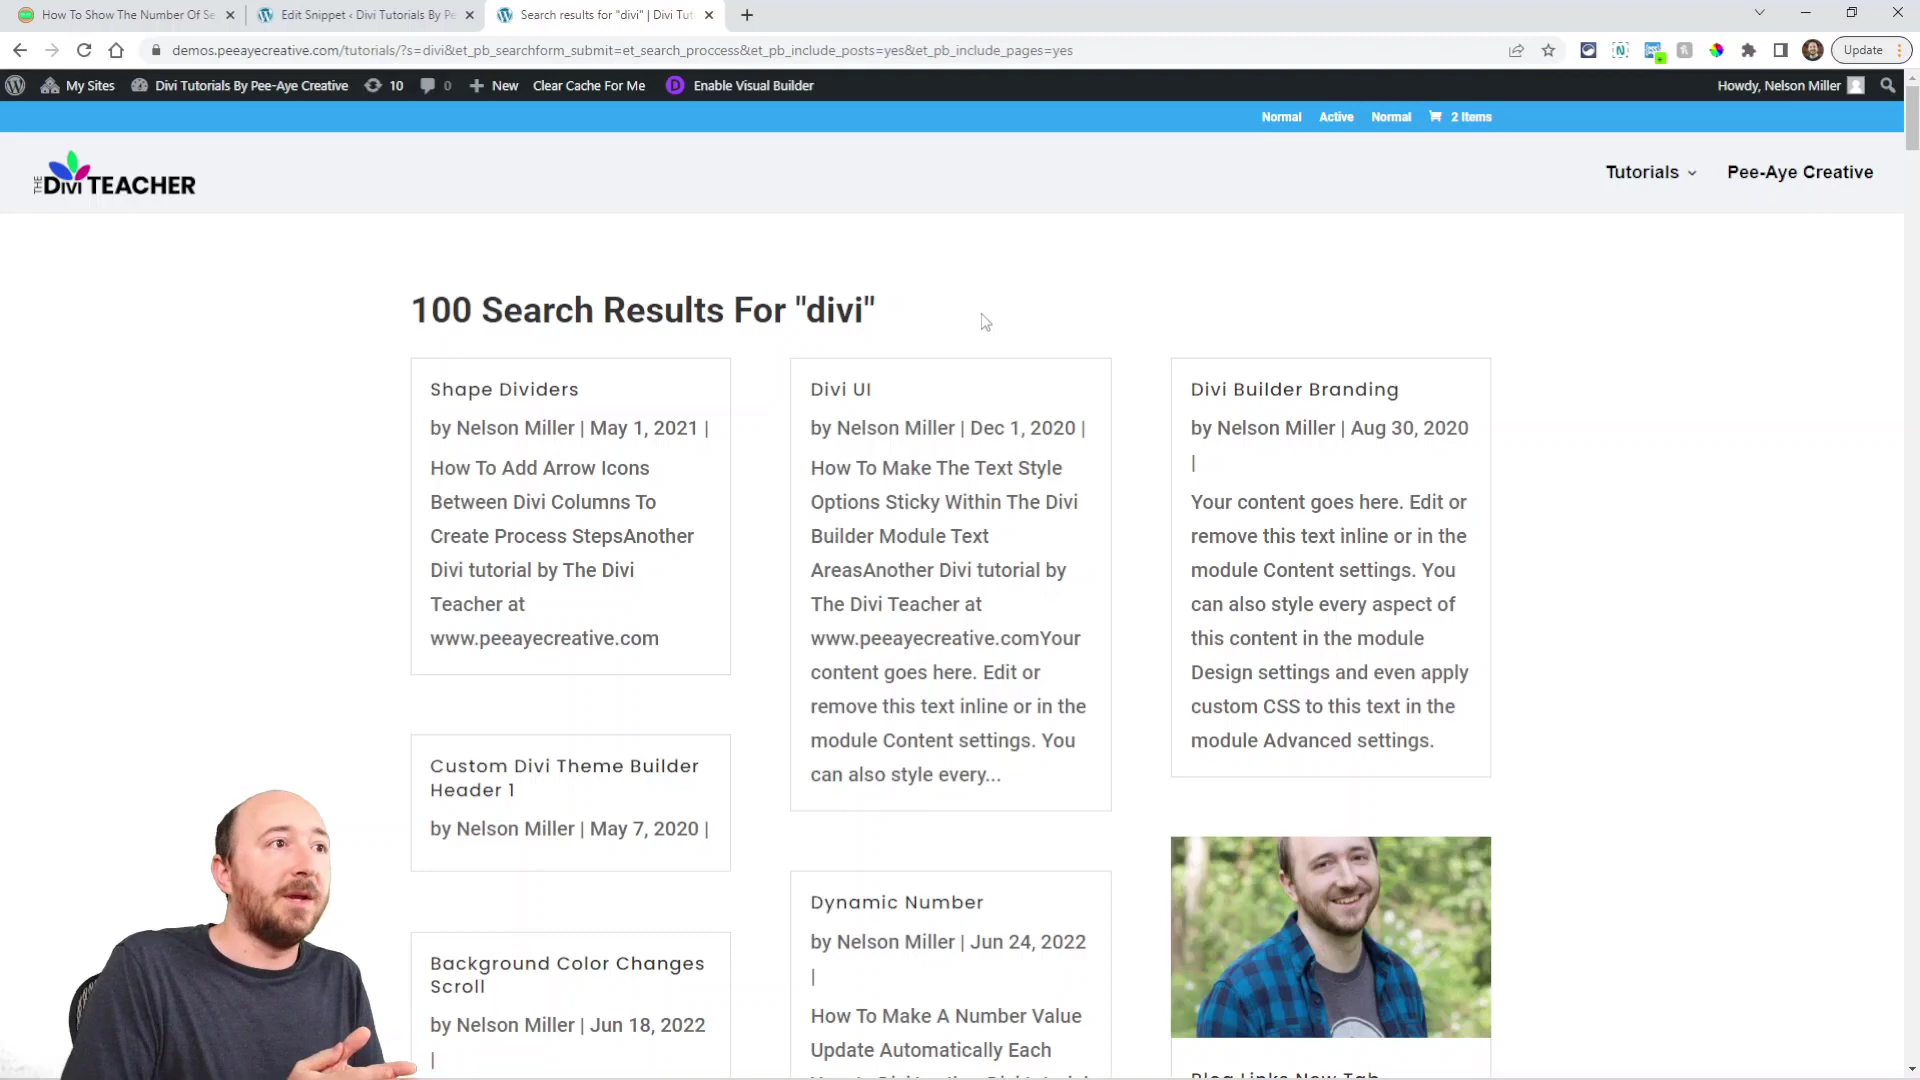 How To Show The Number Of Se
Edit Snippet ‹ Divi Tutorials By Pe
Search results for "divi" | Divi Tut
demos.peeayecreative.com/tutorials/?s=divi&et_pb_searchform_submit=et_search_proccess&et_pb_include_posts=yes&et_pb_include_pages=yes
Update
My Sites
Divi Tutorials By Pee-Aye Creative
10
0
New
Clear Cache For Me
D
Enable Visual Builder
Howdy, Nelson Miller
Normal
Active
Normal
2 Items
THE DIVI TEACHER
Tutorials
Pee-Aye Creative
100 Search Results For "divi"
Shape Dividers
by Nelson Miller | May 1, 2021 |
How To Add Arrow Icons
Between Divi Columns To
Create Process StepsAnother
Divi tutorial by The Divi
Teacher at
www.peeayecreative.com
Custom Divi Theme Builder
Header 1
by Nelson Miller | May 7, 2020 |
Background Color Changes
Scroll
by Nelson Miller | Jun 18, 2022
|
Divi UI
by Nelson Miller | Dec 1, 2020 |
How To Make The Text Style
Options Sticky Within The Divi
Builder Module Text
AreasAnother Divi tutorial by
The Divi Teacher at
www.peeayecreative.comYour
content goes here. Edit or
remove this text inline or in the
module Content settings. You
can also style every...
Dynamic Number
by Nelson Miller | Jun 24, 2022
|
How To Make A Number Value
Update Automatically Each
Divi Builder Branding
by Nelson Miller | Aug 30, 2020
|
Your content goes here. Edit or
remove this text inline or in the
module Content settings. You
can also style every aspect of
this content in the module
Design settings and even apply
custom CSS to this text in the
module Advanced settings.
Blog Links New Tab